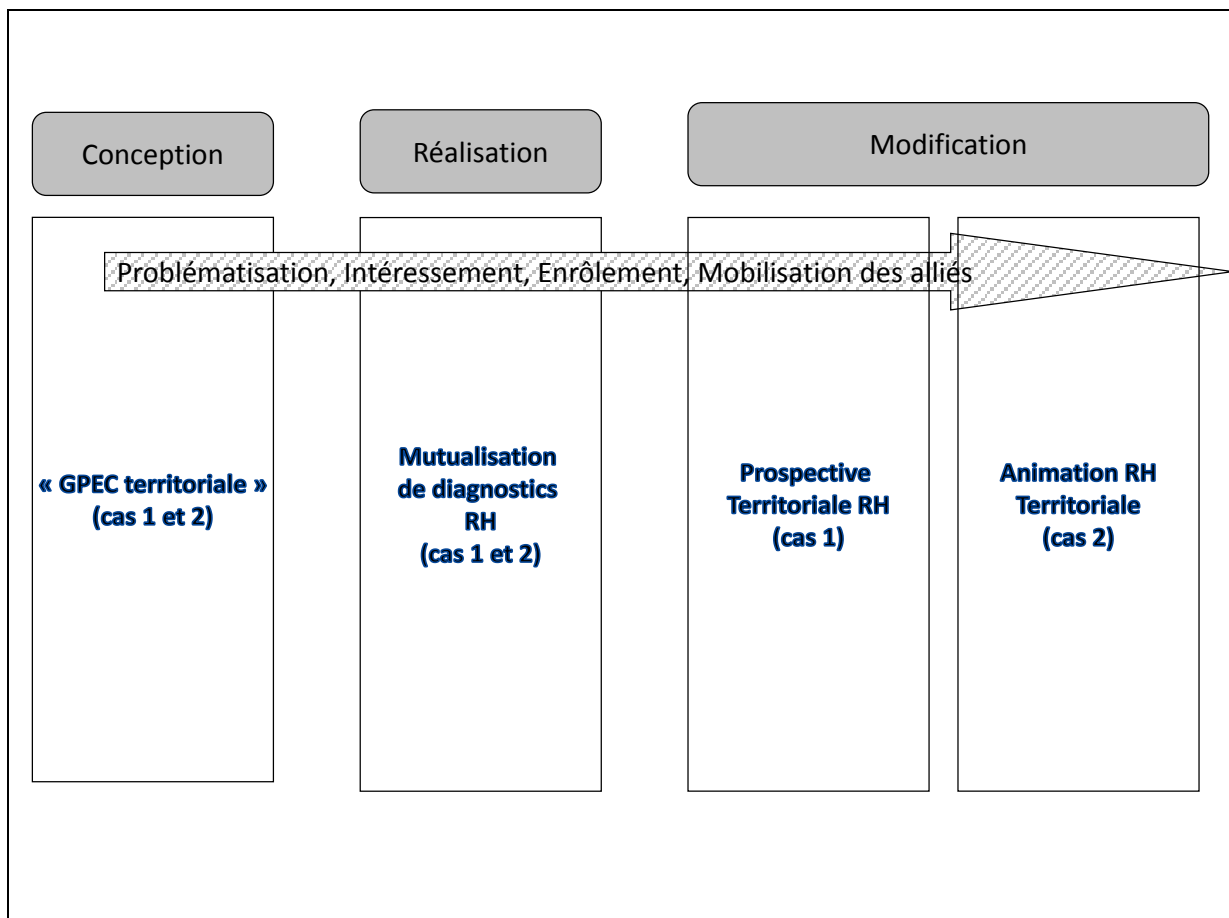 Conception
Réalisation
Modification
Problématisation, Intéressement, Enrôlement, Mobilisation des alliés
« GPEC territoriale »
(cas 1 et 2)
Mutualisation
de diagnostics
RH
(cas 1 et 2)
Prospective
Territoriale RH
(cas 1)
Animation RH
Territoriale
(cas 2)